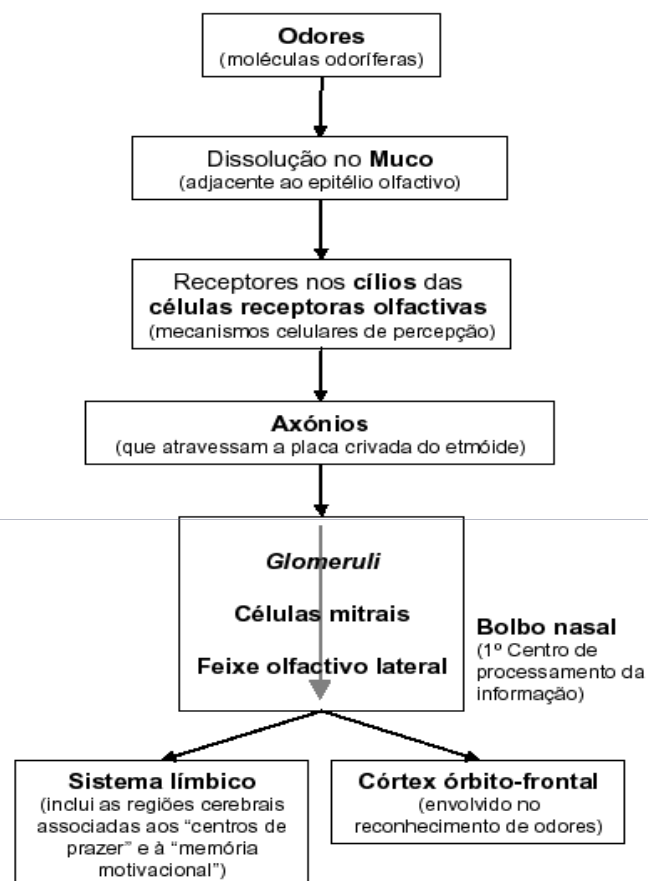 Odores
(moléculas odoríferas)
Dissolução no Muco
(adjacente ao epitélio olfactivo)
Receptores nos cílios das
células receptoras olfactivas
(mecanismos celulares de percepção)
Axónios
(que atravessam a placa crivada do etmóide)
Glomeruli
Células mitrais
Feixe olfactivo lateral
Bolbo nasal
(1º Centro de
processamento da
informação)
Sistema límbico
(inclui as regiões cerebrais
associadas aos “centros de
prazer” e à “memória
motivacional”)
Córtex órbito-frontal
(envolvido no
reconhecimento de odores)